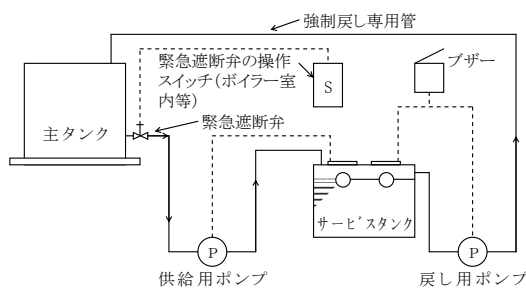 強制戻し専用管
緊急遮断弁の操作
スイッチ(ボイラー室
内等)
S
ブザー
主タンク
緊急遮断弁
サービスタンク
P
P
供給用ポンプ
戻し用ポンプ